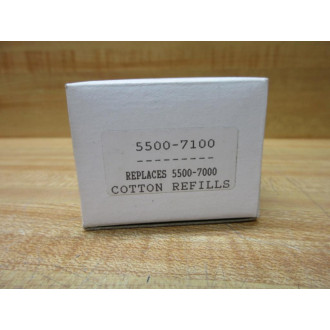 5500-7100
---------
REPLACES 5500-7000
COTTON REFILLS